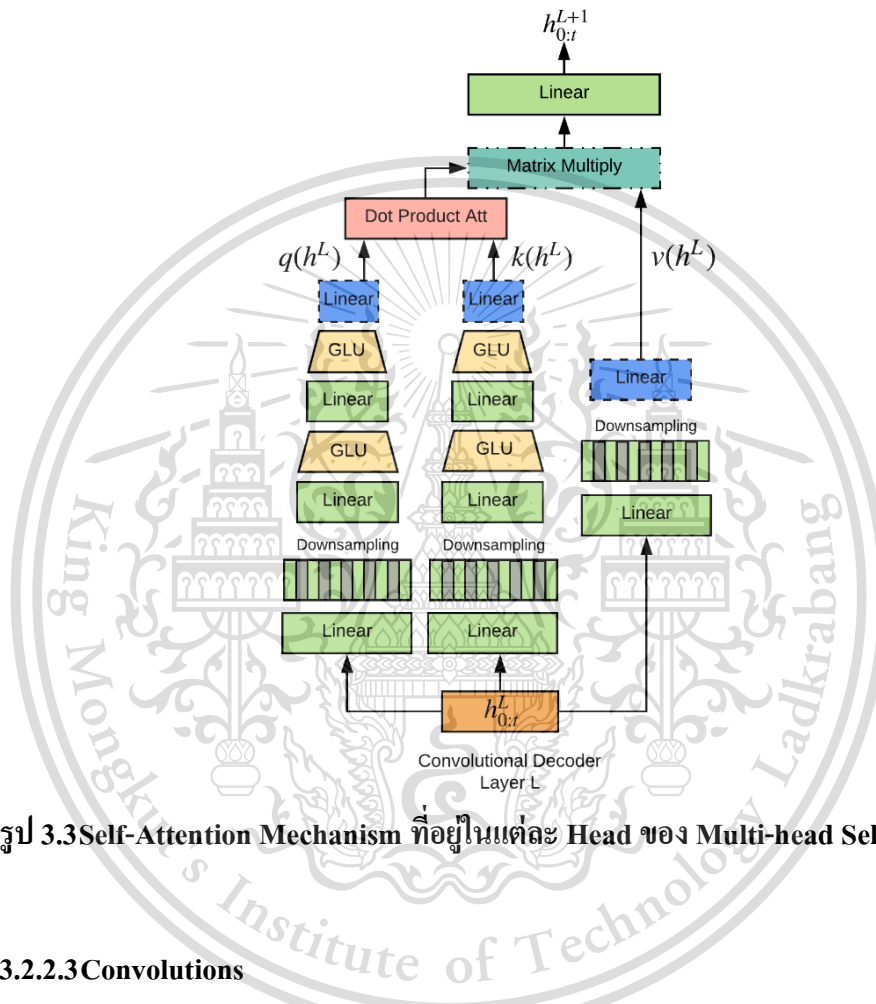 h_{0:t}^{L+1}
Linear
Matrix Multiply
Dot Product Att
q(h^L) k(h^L) v(h^L)
Linear Linear
GLU GLU
Linear
Linear Linear
Downsampling
GLU GLU
Linear Linear
Linear
Downsampling Downsampling
Linear Linear
h_{0:t}^L
Convolutional Decoder
Layer L
รูป 3.3Self-Attention Mechanism ที่อยู่ในแต่ละ Head ของ Multi-head Sel
3.2.2.3Convolutions
King Mongkut's Institute of Technology Ladkrabang